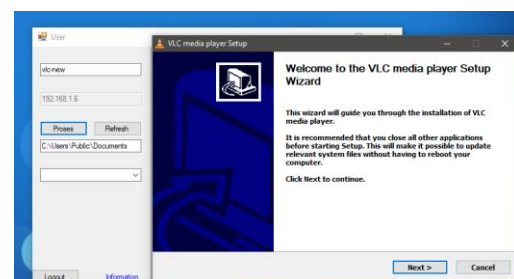 User
vlc-new
192.168.1.6
Proses
Refresh
C:\Users\Public\Documents
Logout
Information
VLC media player Setup
Welcome to the VLC media player Setup
Wizard
This wizard will guide you through the installation of VLC
media player.
It is recommended that you close all other applications
before starting Setup. This will make it possible to update
relevant system files without having to reboot your
computer.
Click Next to continue.
Next >
Cancel